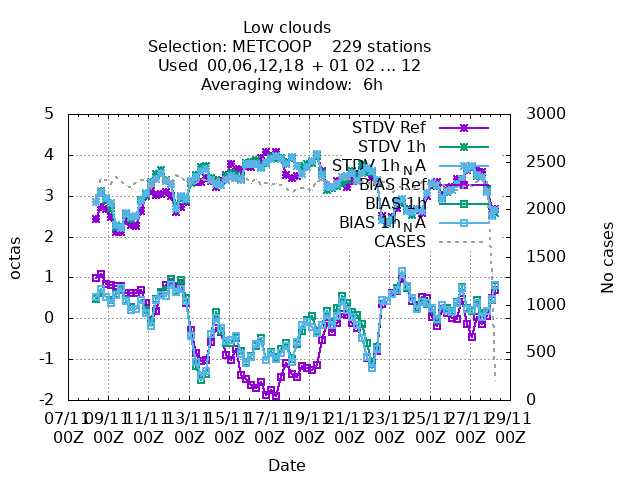 Low clouds
Selection: METCOOP    229 stations
Used  00,06,12,18  + 01 02 ... 12
Averaging window:  6h
5
4
3
2
1
0
-1
-2
octas
3000
2500
2000
1500
1000
500
0
No cases
STDV Ref
STDV 1h
STDV 1h_NA
BIAS Ref
BIAS 1h
BIAS 1h_NA
CASES
07/11 09/11 11/11 13/11 15/11 17/11 19/11 21/11 23/11 25/11 27/11 29/11
00Z 00Z 00Z 00Z 00Z 00Z 00Z 00Z 00Z 00Z 00Z 00Z
Date